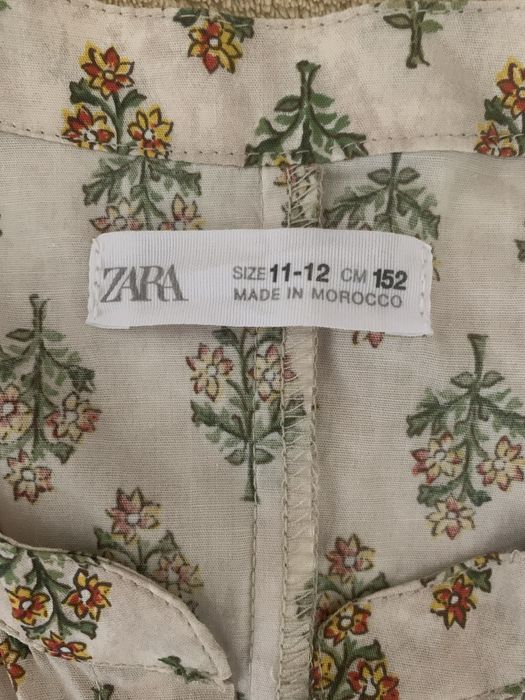 ZARA
SIZE 11-12 CM 152
MADE IN MOROCCO